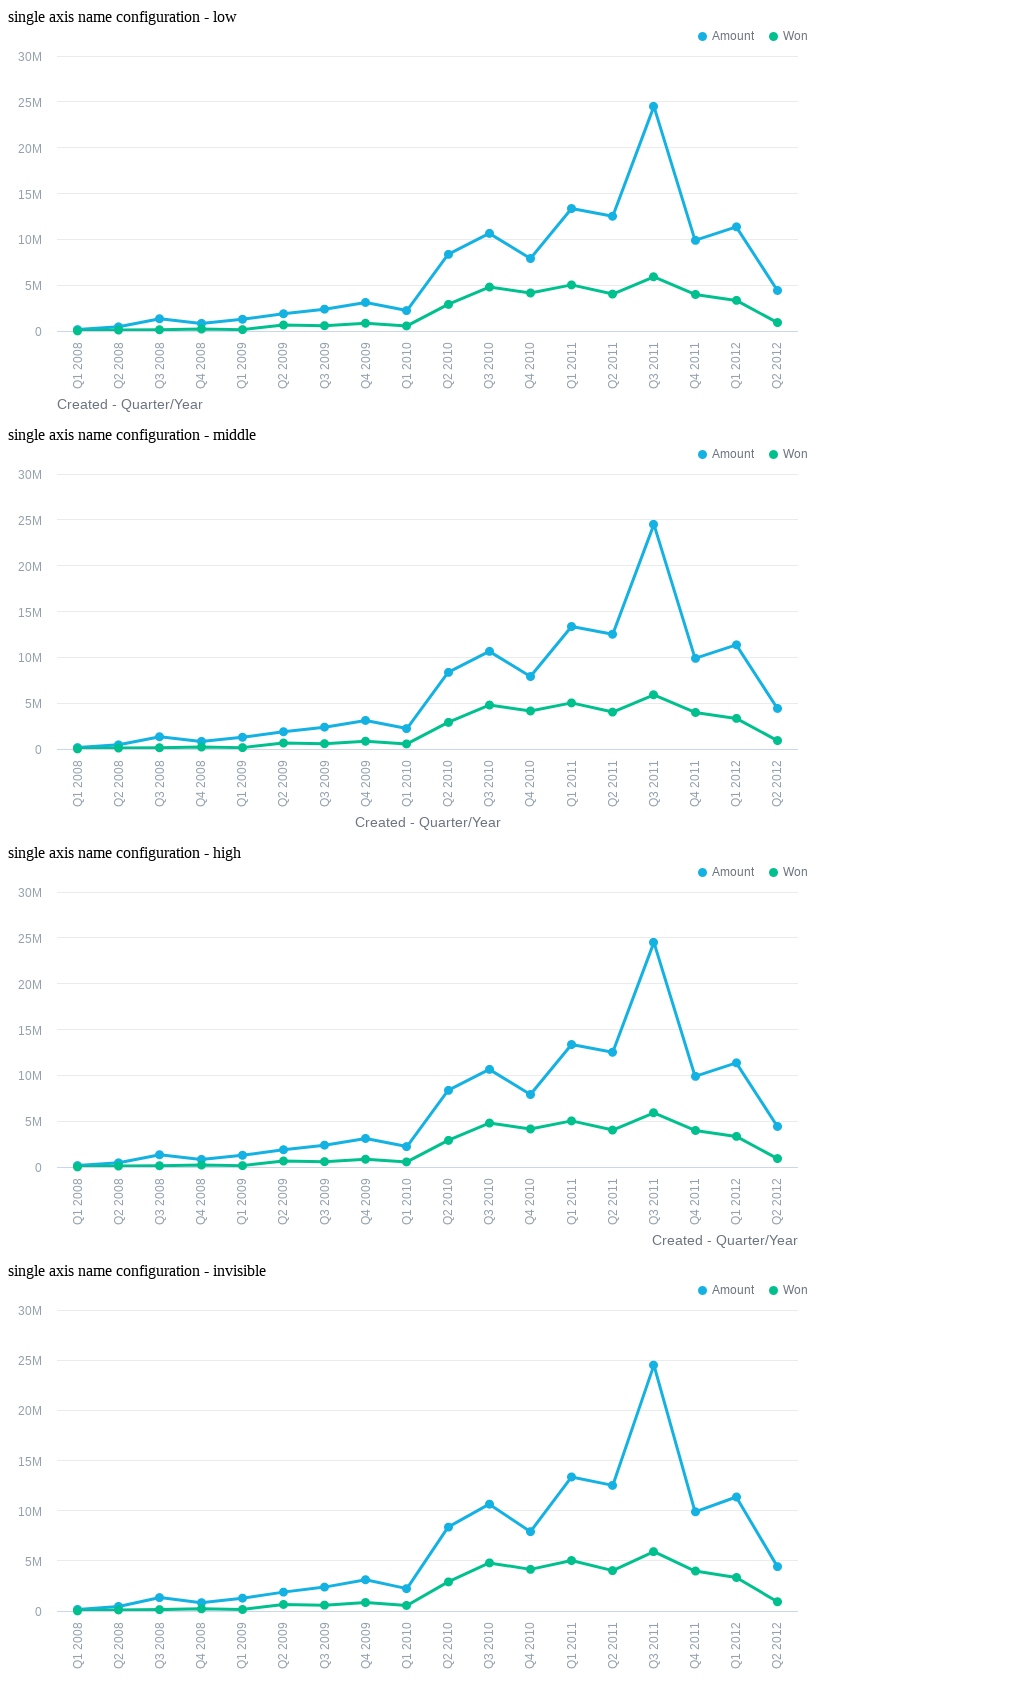 single axis name configuration - low
Amount Won
30M
25M
20M
15M
10M
5M
0
Q1 2008 Q2 2008 Q3 2008 Q4 2008 Q1 2009 Q2 2009 Q3 2009 Q4 2009 Q1 2010 Q2 2010 Q3 2010 Q4 2010 Q1 2011 Q2 2011 Q3 2011 Q4 2011 Q1 2012 Q2 2012
Created - Quarter/Year
single axis name configuration - middle
Amount Won
30M
25M
20M
15M
10M
5M
0
Q1 2008 Q2 2008 Q3 2008 Q4 2008 Q1 2009 Q2 2009 Q3 2009 Q4 2009 Q1 2010 Q2 2010 Q3 2010 Q4 2010 Q1 2011 Q2 2011 Q3 2011 Q4 2011 Q1 2012 Q2 2012
Created - Quarter/Year
single axis name configuration - high
Amount Won
30M
25M
20M
15M
10M
5M
0
Q1 2008 Q2 2008 Q3 2008 Q4 2008 Q1 2009 Q2 2009 Q3 2009 Q4 2009 Q1 2010 Q2 2010 Q3 2010 Q4 2010 Q1 2011 Q2 2011 Q3 2011 Q4 2011 Q1 2012 Q2 2012
Created - Quarter/Year
single axis name configuration - invisible
Amount Won
30M
25M
20M
15M
10M
5M
0
Q1 2008 Q2 2008 Q3 2008 Q4 2008 Q1 2009 Q2 2009 Q3 2009 Q4 2009 Q1 2010 Q2 2010 Q3 2010 Q4 2010 Q1 2011 Q2 2011 Q3 2011 Q4 2011 Q1 2012 Q2 2012